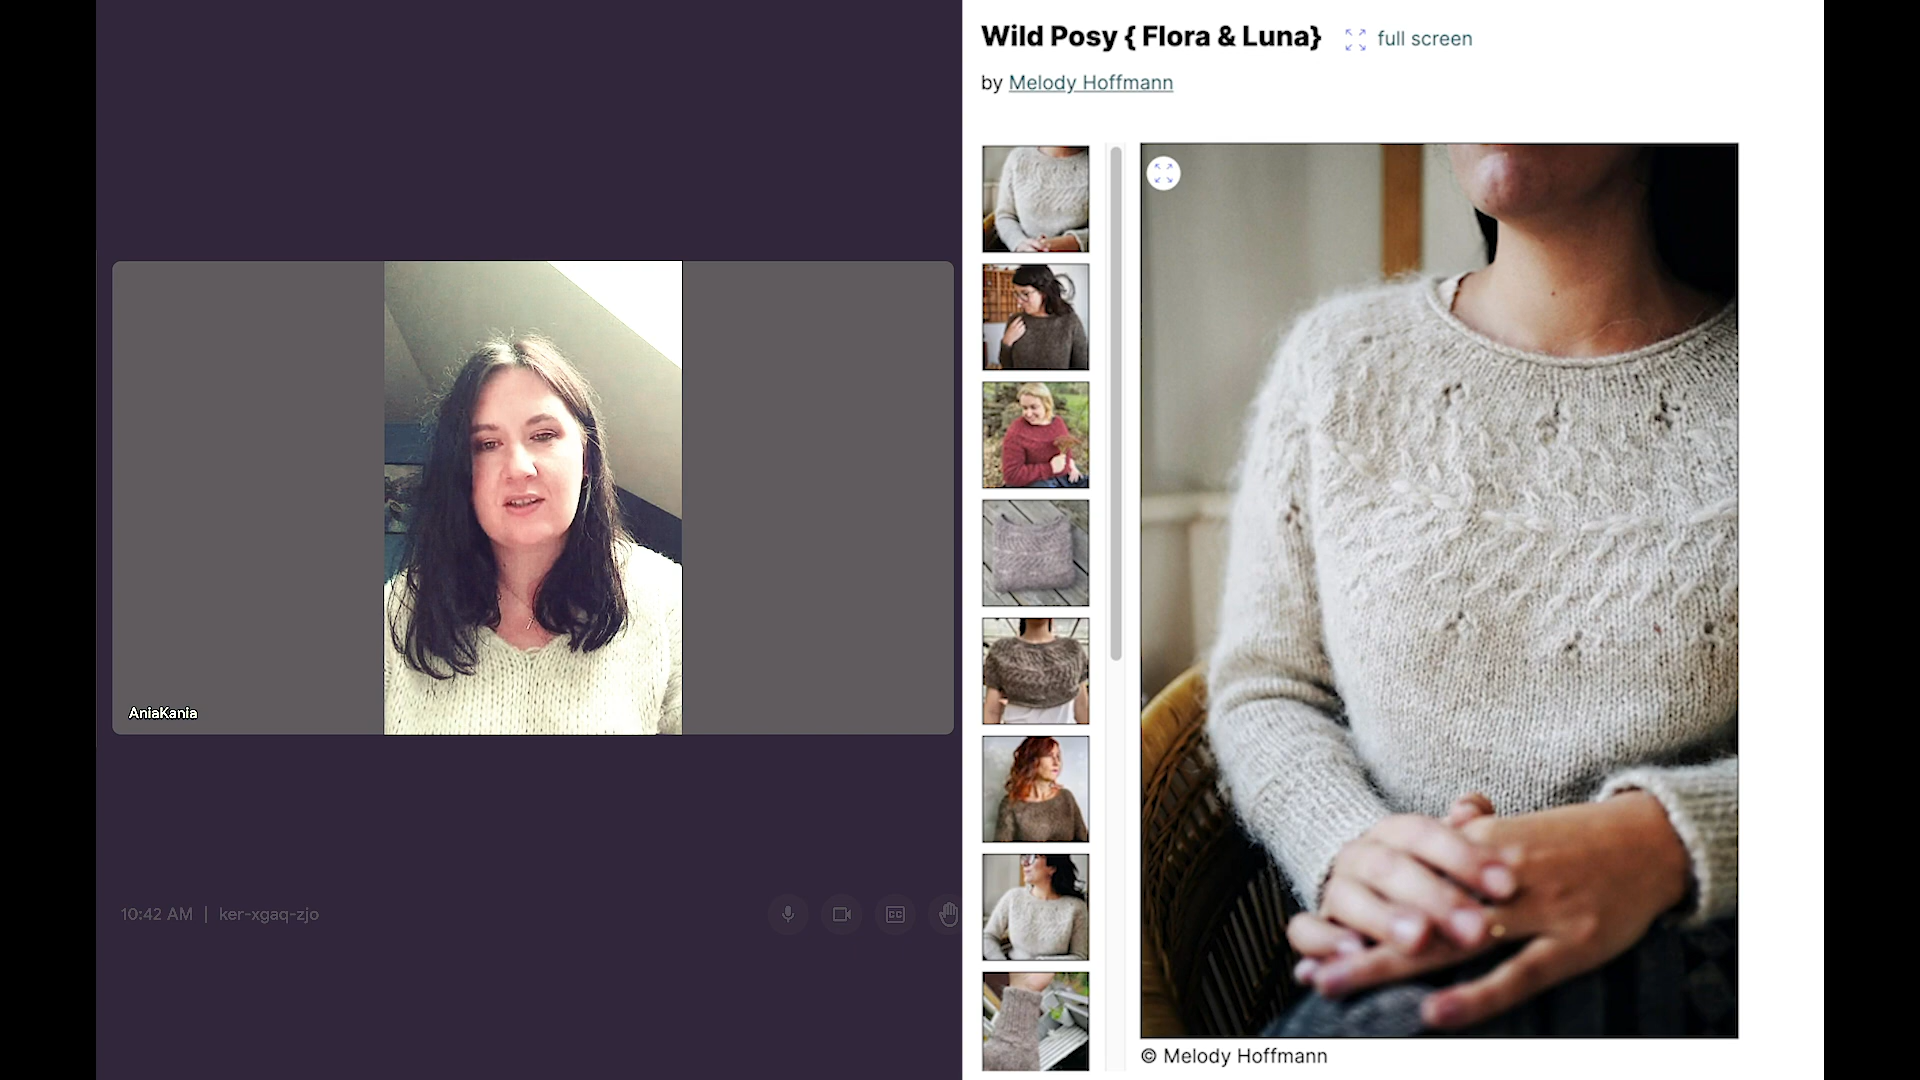 AniaKania
10:42 AM | ker-xgaq-zjo
Wild Posy { Flora & Luna}
full screen
by Melody Hoffmann
© Melody Hoffmann